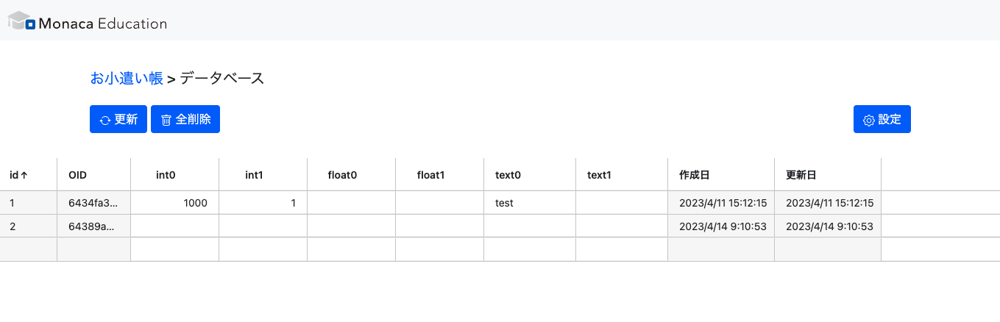 Monaca Education
お小遣い帳 > データベース
更新 全削除 設定
id↑ OID int0 int1 float0 float1 text0 text1 作成日 更新日
1 6434fa3... 1000 1 test 2023/4/11 15:12:15 2023/4/11 15:12:15
2 64389a... 2023/4/14 9:10:53 2023/4/14 9:10:53